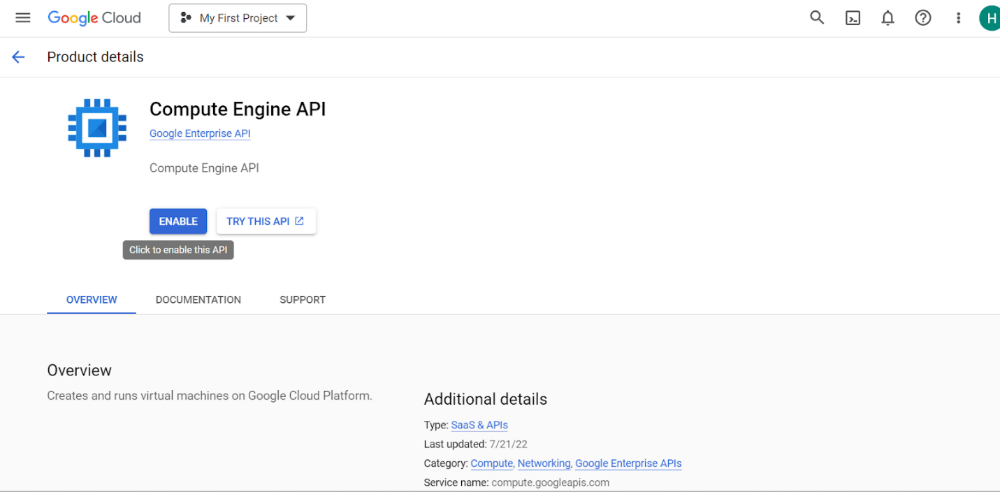 Google Cloud
My First Project
H
Product details
Compute Engine API
Google Enterprise API
Compute Engine API
ENABLE
TRY THIS API
Click to enable this API
OVERVIEW
DOCUMENTATION
SUPPORT
Overview
Creates and runs virtual machines on Google Cloud Platform.
Additional details
Type: SaaS & APIs
Last updated: 7/21/22
Category: Compute, Networking, Google Enterprise APIs
Service name: compute.googleapis.com